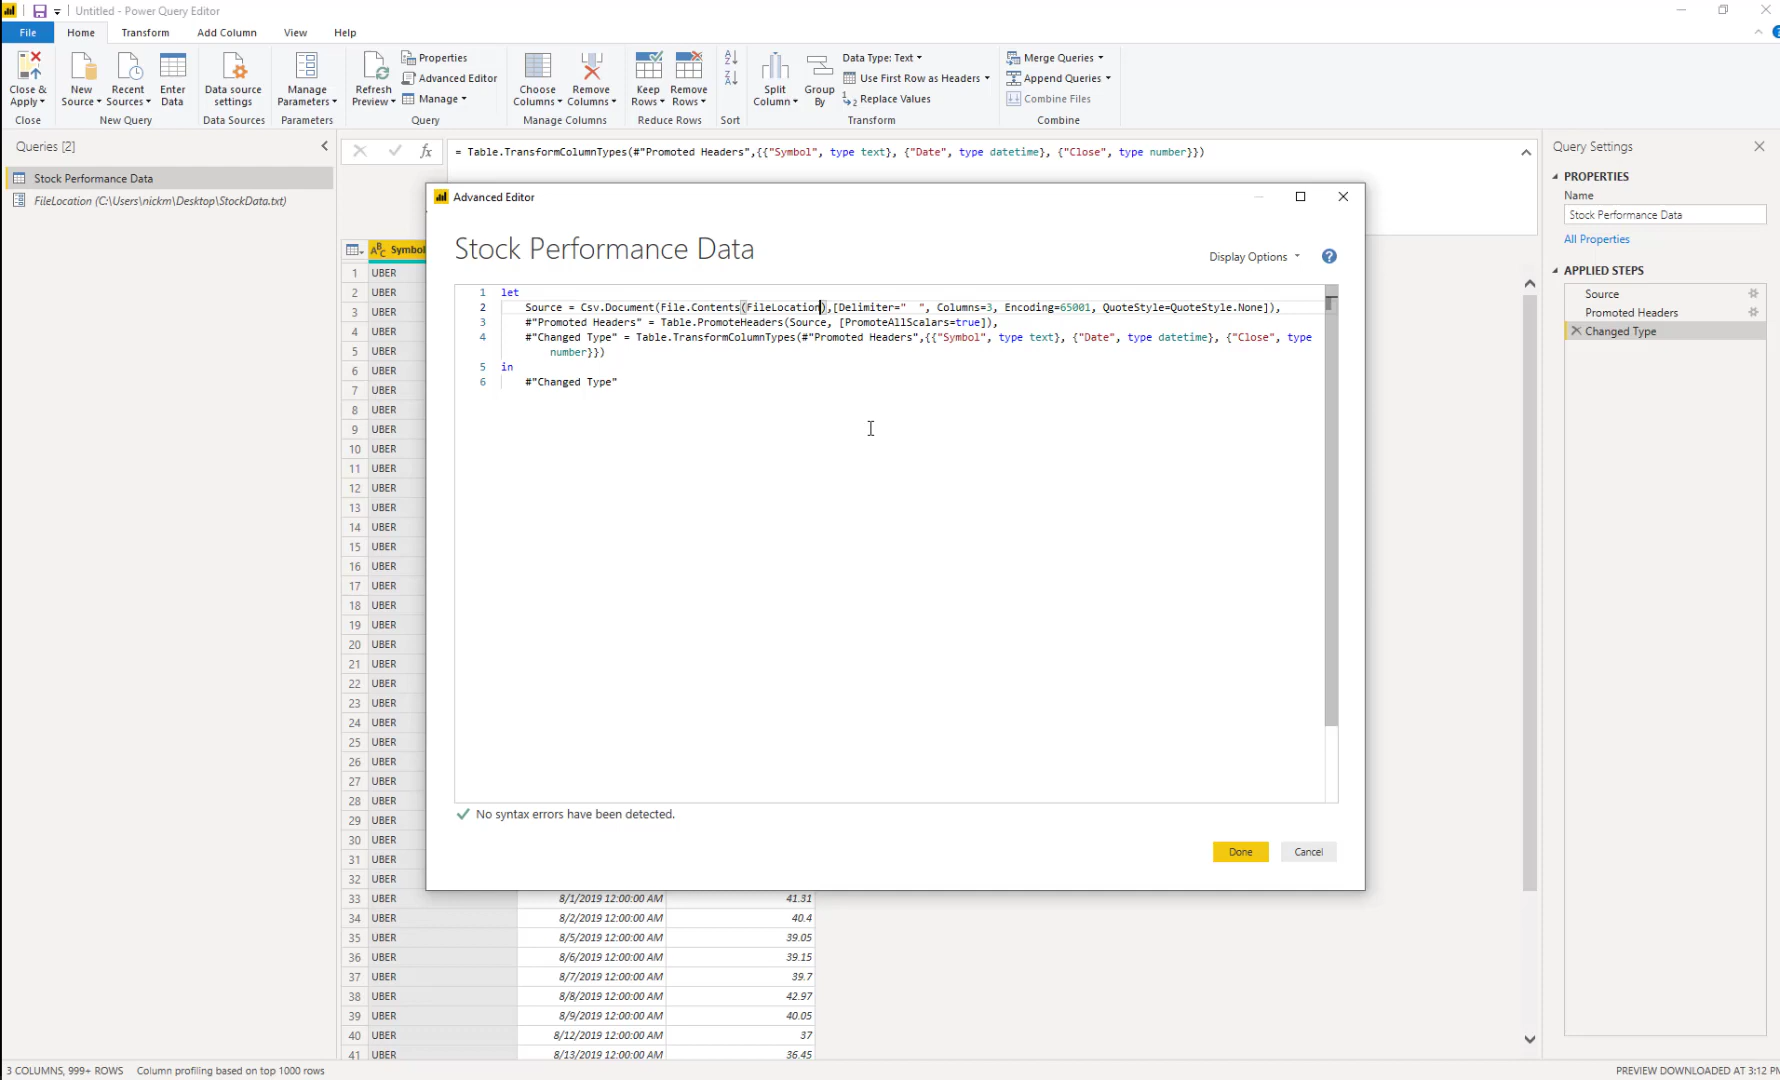 Untitled - Power Query Editor
File Home Transform Add Column View Help
Close & Apply
New Source
Recent Sources
Enter Data
Data source settings
Manage Parameters
Refresh Preview
Properties
Advanced Editor
Manage
Choose Columns
Remove Columns
Keep Rows
Remove Rows
Split Column
Group By
Data Type: Text
Use First Row as Headers
Replace Values
Merge Queries
Append Queries
Combine Files
Close New Query Data Sources Parameters Query Manage Columns Reduce Rows Sort Transform Combine
Queries [2]
Stock Performance Data
FileLocation (C:\Users\nickm\Desktop\StockData.txt)
fx = Table.TransformColumnTypes(#"Promoted Headers",{{"Symbol", type text}, {"Date", type datetime}, {"Close", type number}})
Advanced Editor
Stock Performance Data
Display Options
1 let
2 Source = Csv.Document(File.Contents(FileLocation),[Delimiter="  ", Columns=3, Encoding=65001, QuoteStyle=QuoteStyle.None]),
3 #"Promoted Headers" = Table.PromoteHeaders(Source, [PromoteAllScalars=true]),
4 #"Changed Type" = Table.TransformColumnTypes(#"Promoted Headers",{{"Symbol", type text}, {"Date", type datetime}, {"Close", type
number}})
5 in
6 #"Changed Type"
No syntax errors have been detected.
Done Cancel
ABC Symbol
1 UBER
2 UBER
3 UBER
4 UBER
5 UBER
6 UBER
7 UBER
8 UBER
9 UBER
10 UBER
11 UBER
12 UBER
13 UBER
14 UBER
15 UBER
16 UBER
17 UBER
18 UBER
19 UBER
20 UBER
21 UBER
22 UBER
23 UBER
24 UBER
25 UBER
26 UBER
27 UBER
28 UBER
29 UBER
30 UBER
31 UBER
32 UBER
33 UBER 8/1/2019 12:00:00 AM 41.31
34 UBER 8/2/2019 12:00:00 AM 40.4
35 UBER 8/5/2019 12:00:00 AM 39.05
36 UBER 8/6/2019 12:00:00 AM 39.15
37 UBER 8/7/2019 12:00:00 AM 39.7
38 UBER 8/8/2019 12:00:00 AM 42.97
39 UBER 8/9/2019 12:00:00 AM 40.05
40 UBER 8/12/2019 12:00:00 AM 37
41 UBER 8/13/2019 12:00:00 AM 36.45
Query Settings
PROPERTIES
Name
Stock Performance Data
All Properties
APPLIED STEPS
Source
Promoted Headers
Changed Type
3 COLUMNS, 999+ ROWS Column profiling based on top 1000 rows
PREVIEW DOWNLOADED AT 3:12 PM